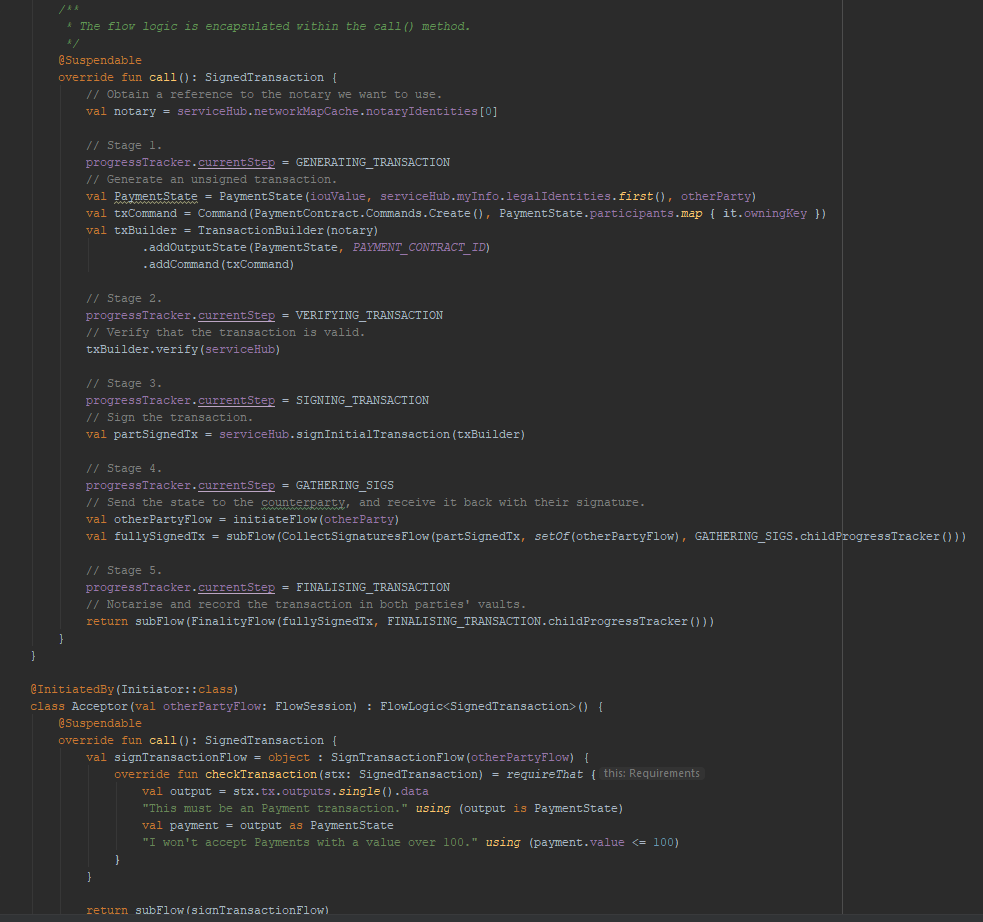 /**
 * The flow logic is encapsulated within the call() method.
 */
@Suspendable
override fun call(): SignedTransaction {
// Obtain a reference to the notary we want to use.
val notary = serviceHub.networkMapCache.notaryIdentities[0]
// Stage 1.
progressTracker.currentStep = GENERATING_TRANSACTION
// Generate an unsigned transaction.
val PaymentState = PaymentState(iouValue, serviceHub.myInfo.legalIdentities.first(), otherParty)
val txCommand = Command(PaymentContract.Commands.Create(), PaymentState.participants.map { it.owningKey })
val txBuilder = TransactionBuilder(notary)
.addOutputState(PaymentState, PAYMENT_CONTRACT_ID)
.addCommand(txCommand)
// Stage 2.
progressTracker.currentStep = VERIFYING_TRANSACTION
// Verify that the transaction is valid.
txBuilder.verify(serviceHub)
// Stage 3.
progressTracker.currentStep = SIGNING_TRANSACTION
// Sign the transaction.
val partSignedTx = serviceHub.signInitialTransaction(txBuilder)
// Stage 4.
progressTracker.currentStep = GATHERING_SIGS
// Send the state to the counterparty, and receive it back with their signature.
val otherPartyFlow = initiateFlow(otherParty)
val fullySignedTx = subFlow(CollectSignaturesFlow(partSignedTx, setOf(otherPartyFlow), GATHERING_SIGS.childProgressTracker()))
// Stage 5.
progressTracker.currentStep = FINALISING_TRANSACTION
// Notarise and record the transaction in both parties' vaults.
return subFlow(FinalityFlow(fullySignedTx, FINALISING_TRANSACTION.childProgressTracker()))
}
}
@InitiatedBy(Initiator::class)
class Acceptor(val otherPartyFlow: FlowSession) : FlowLogic<SignedTransaction>() {
@Suspendable
override fun call(): SignedTransaction {
val signTransactionFlow = object : SignTransactionFlow(otherPartyFlow) {
override fun checkTransaction(stx: SignedTransaction) = requireThat { this: Requirements
val output = stx.tx.outputs.single().data
"This must be an Payment transaction." using (output is PaymentState)
val payment = output as PaymentState
"I won't accept Payments with a value over 100." using (payment.value <= 100)
}
}
return subFlow(signTransactionFlow)